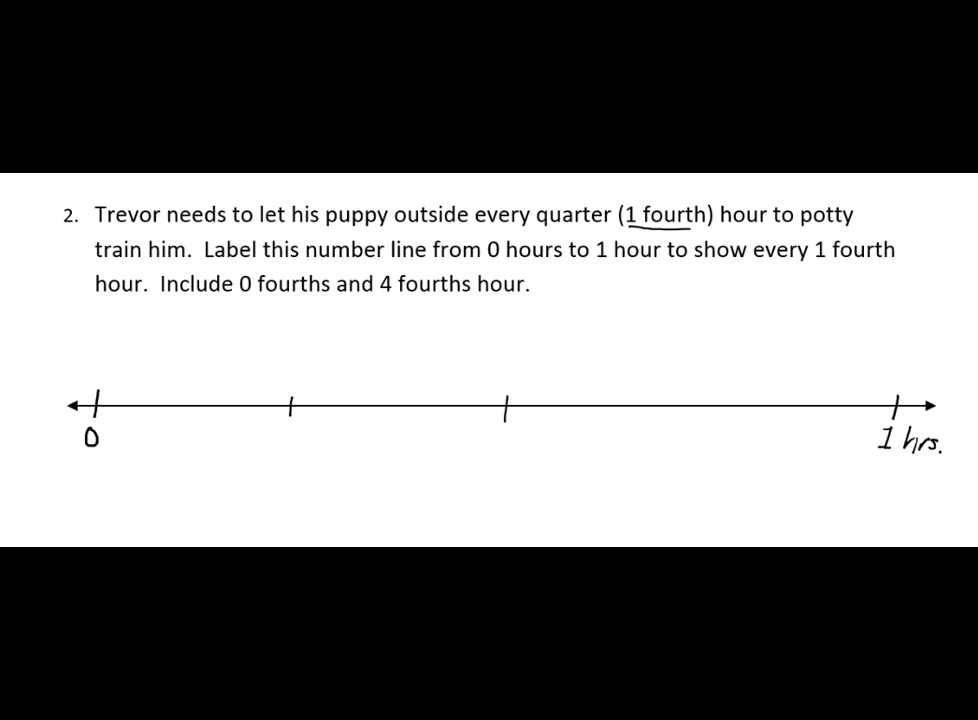 2. Trevor needs to let his puppy outside every quarter (1 fourth) hour to potty
train him. Label this number line from 0 hours to 1 hour to show every 1 fourth
hour. Include 0 fourths and 4 fourths hour.
0 1 hrs.